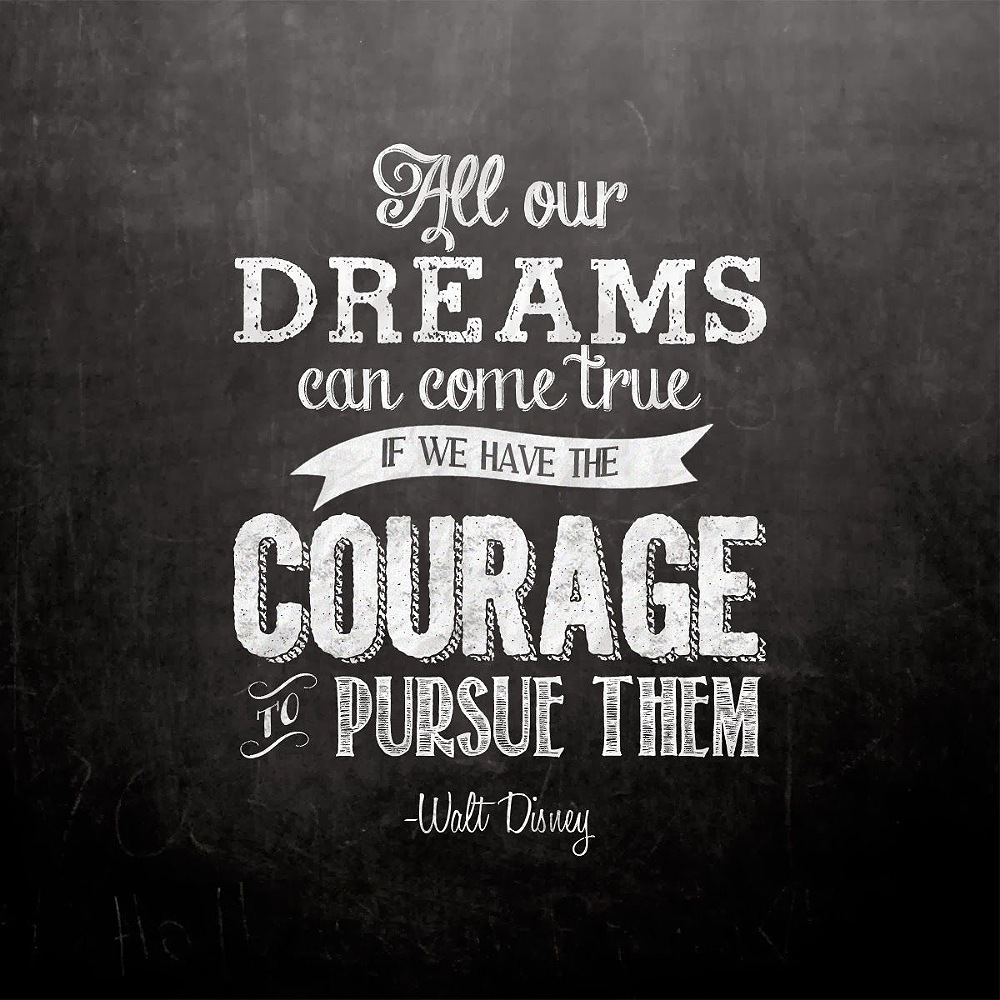 All our
DREAMS
can come true
IF WE HAVE THE
COURAGE
TO PURSUE THEM
-Walt Disney